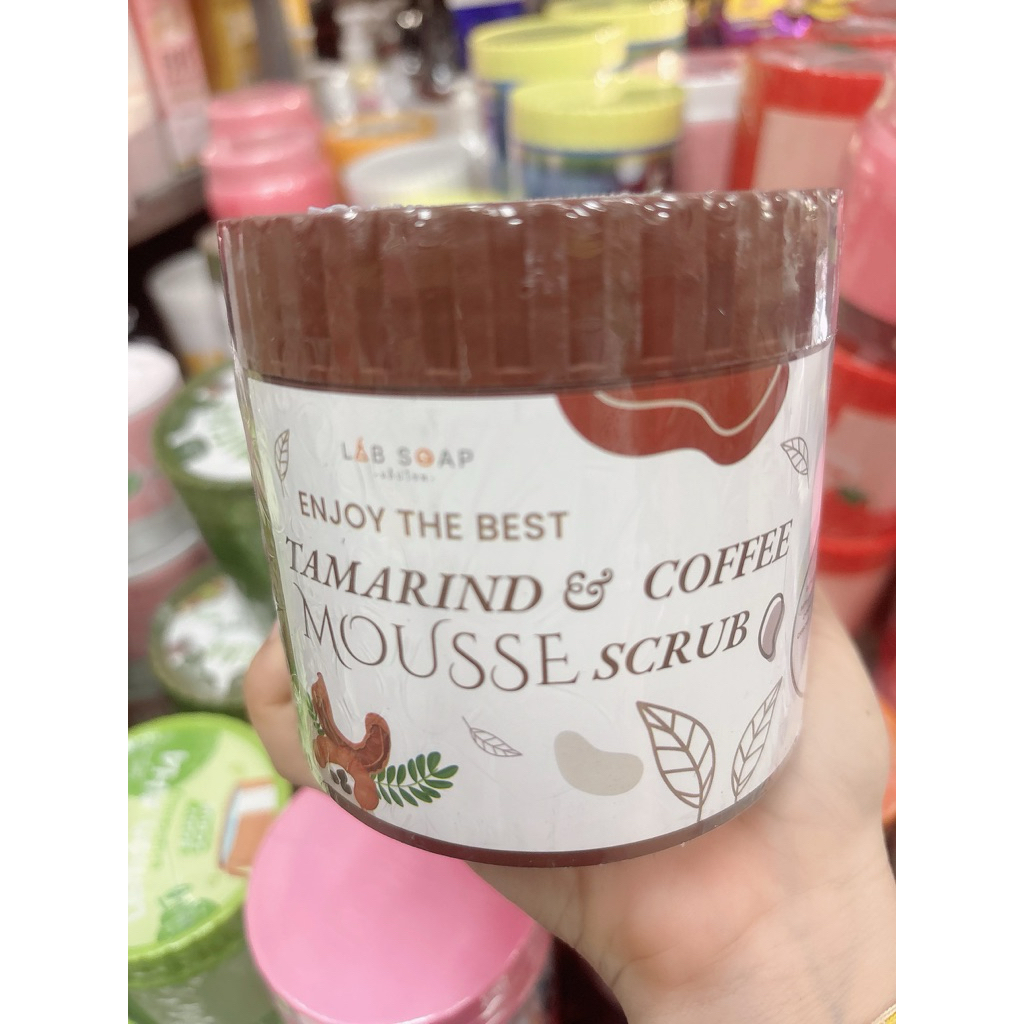 LAB SOAP
ENJOY THE BEST
TAMARIND & COFFEE
MOUSSE SCRUB